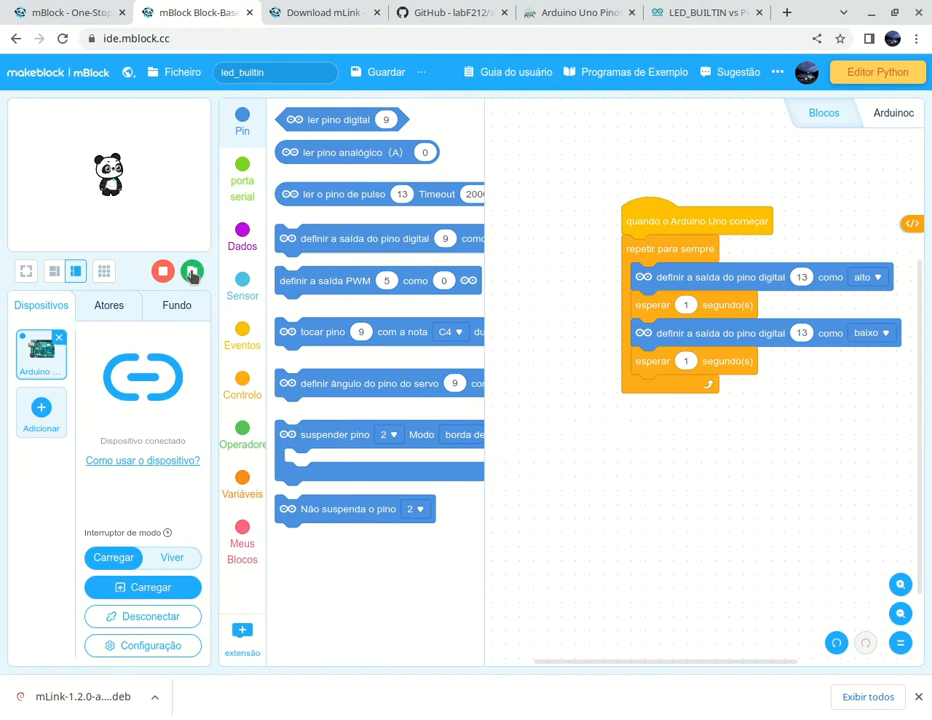 mBlock - One-Stop
mBlock Block-Base
Download mLink -
GitHub - labF212/a
Arduino Uno Pino
LED_BUILTIN vs Pi
ide.mblock.cc
makeblock | mBlock
Ficheiro
led_builtin
Guardar
Guia do usuário
Programas de Exemplo
Sugestão
Editor Python
Blocos
Arduinoc
Dispositivos
Atores
Fundo
Arduino ...
Adicionar
Dispositivo conectado
Como usar o dispositivo?
Interruptor de modo
Carregar
Viver
Carregar
Desconectar
Configuração
Pin
porta
serial
Dados
Sensor
Eventos
Controlo
Operadore
Variáveis
Meus
Blocos
extensão
ler pino digital 9
ler pino analógico (A) 0
ler o pino de pulso 13 Timeout 2000
definir a saída do pino digital 9 como
definir a saída PWM 5 como 0
tocar pino 9 com a nota C4 du
definir ângulo do pino do servo 9 con
suspender pino 2 Modo borda de
Não suspenda o pino 2
quando o Arduino Uno começar
repetir para sempre
definir a saída do pino digital 13 como alto
esperar 1 segundo(s)
definir a saída do pino digital 13 como baixo
esperar 1 segundo(s)
mLink-1.2.0-a....deb
Exibir todos